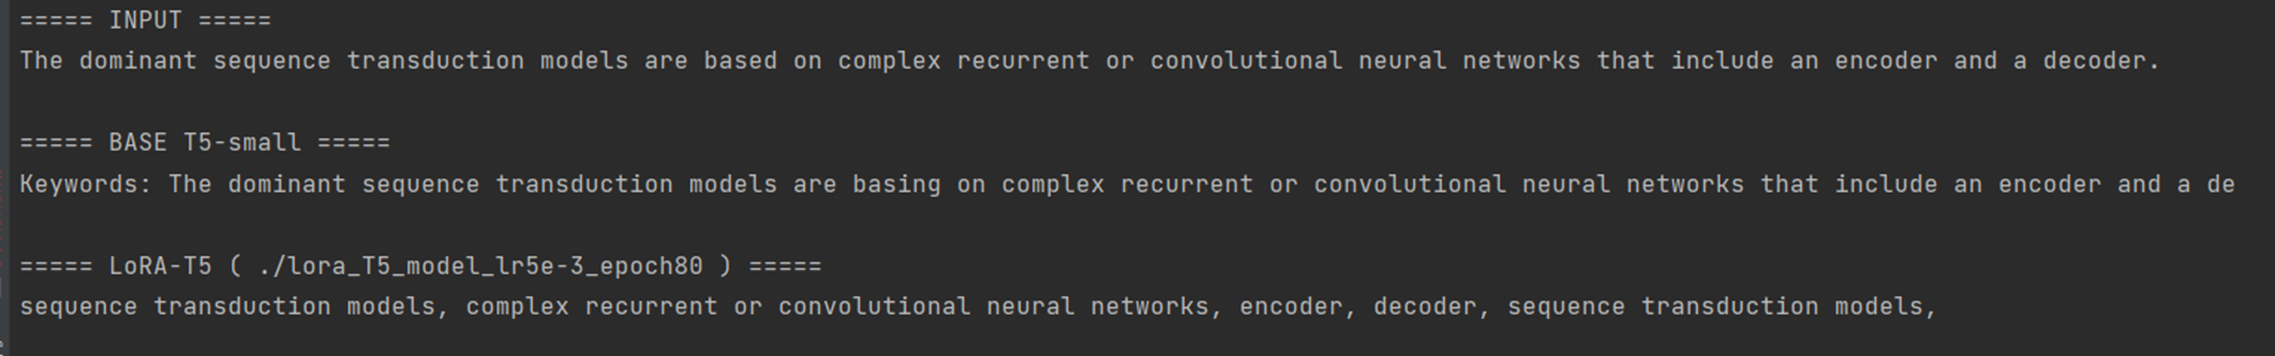 ===== INPUT =====
The dominant sequence transduction models are based on complex recurrent or convolutional neural networks that include an encoder and a decoder.
===== BASE T5-small =====
Keywords: The dominant sequence transduction models are basing on complex recurrent or convolutional neural networks that include an encoder and a de
===== LoRA-T5 ( ./lora_T5_model_lr5e-3_epoch80 ) =====
sequence transduction models, complex recurrent or convolutional neural networks, encoder, decoder, sequence transduction models,